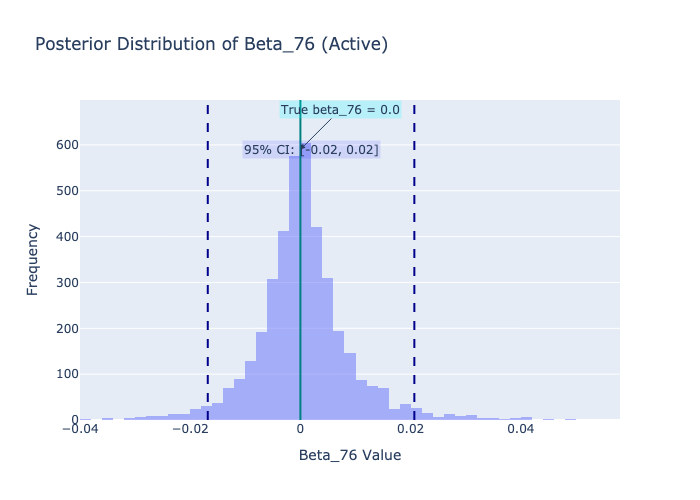 Posterior Distribution of Beta_76 (Active)
True beta_76 = 0.0
95% CI: [-0.02, 0.02]
Frequency
600
500
400
300
200
100
0
−0.04
−0.02
0
0.02
0.04
Beta_76 Value